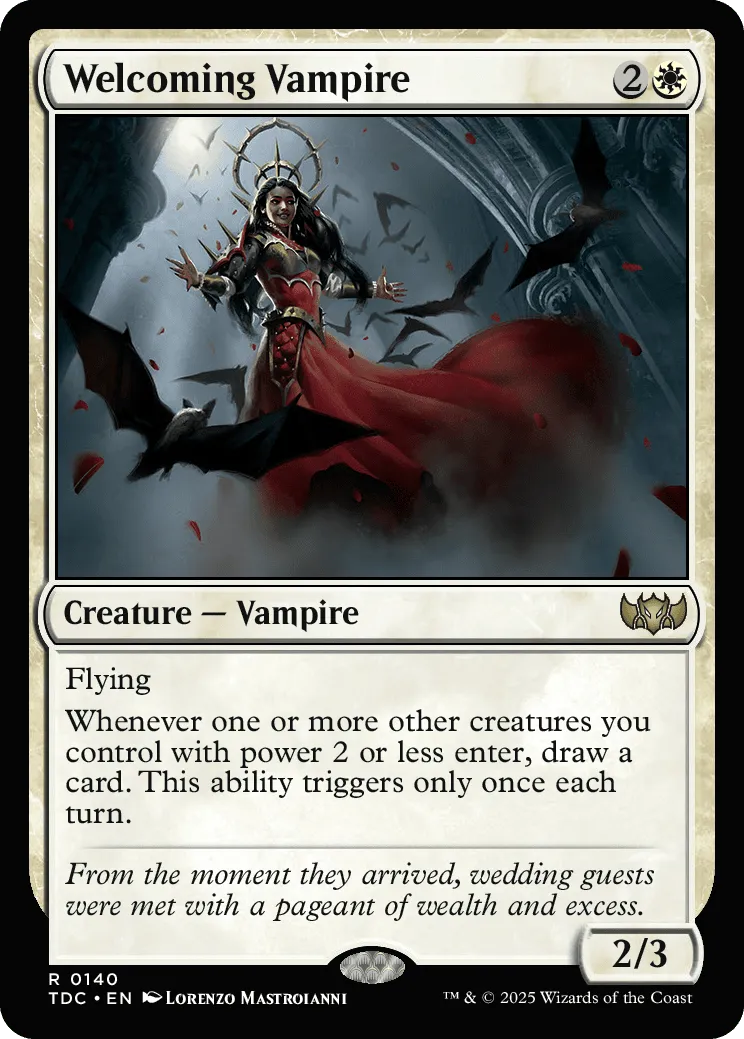 Welcoming Vampire 2
Creature — Vampire
Flying
Whenever one or more other creatures you
control with power 2 or less enter, draw a
card. This ability triggers only once each
turn.
From the moment they arrived, wedding guests
were met with a pageant of wealth and excess.
2/3
R 0140
TDC • EN Lorenzo Mastroianni ™ & © 2025 Wizards of the Coast